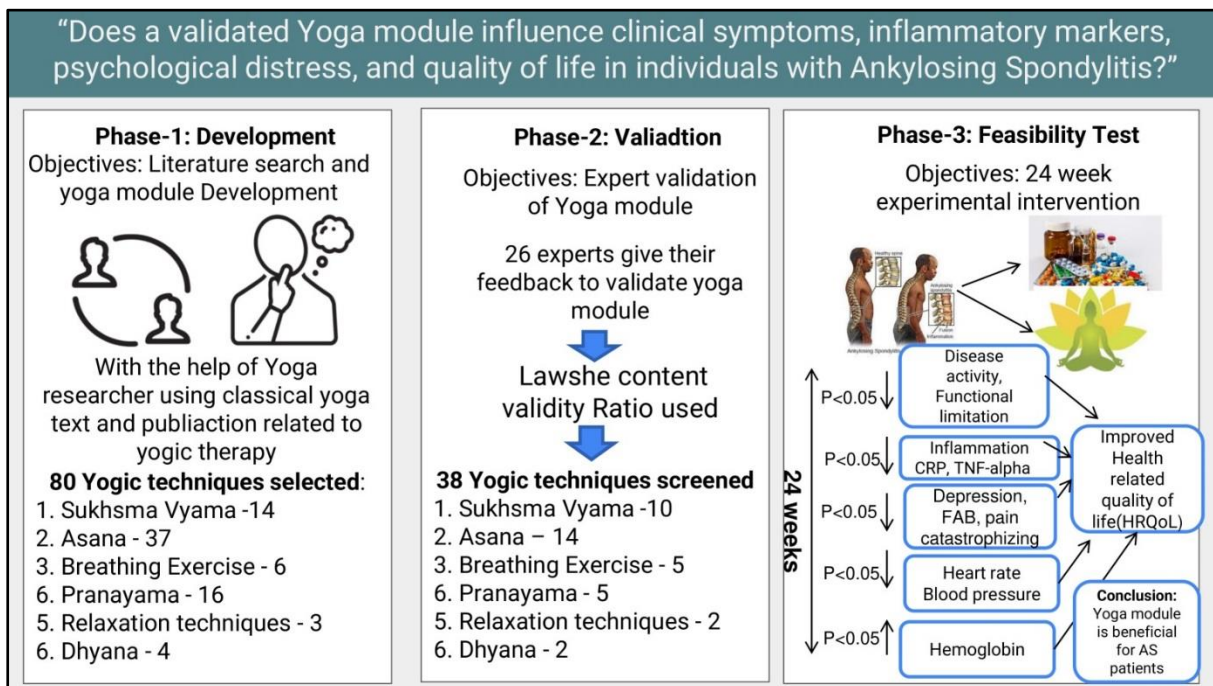 “Does a validated Yoga module influence clinical symptoms, inflammatory markers,
psychological distress, and quality of life in individuals with Ankylosing Spondylitis?”
Phase-1: Development
Objectives: Literature search and
yoga module Development
With the help of Yoga
researcher using classical yoga
text and publiaction related to
yogic therapy
80 Yogic techniques selected:
1. Sukhsma Vyama -14
2. Asana - 37
3. Breathing Exercise - 6
6. Pranayama - 16
5. Relaxation techniques - 3
6. Dhyana - 4
Phase-2: Valiadtion
Objectives: Expert validation
of Yoga module
26 experts give their
feedback to validate yoga
module
Lawshe content
validity Ratio used
38 Yogic techniques screened
1. Sukhsma Vyama -10
2. Asana – 14
3. Breathing Exercise - 5
6. Pranayama - 5
5. Relaxation techniques - 2
6. Dhyana - 2
Phase-3: Feasibility Test
Objectives: 24 week
experimental intervention
Healthy spine
Ankylosing
spondylitis
Fusion
Inflammation
Ankylosing Spondylitis
24 weeks
P<0.05
Disease
activity,
Functional
limitation
P<0.05
Inflammation
CRP, TNF-alpha
P<0.05
Depression,
FAB, pain
catastrophizing
P<0.05
Heart rate
Blood pressure
P<0.05
Hemoglobin
Improved
Health
related
quality of
life(HRQoL)
Conclusion:
Yoga module
is beneficial
for AS
patients